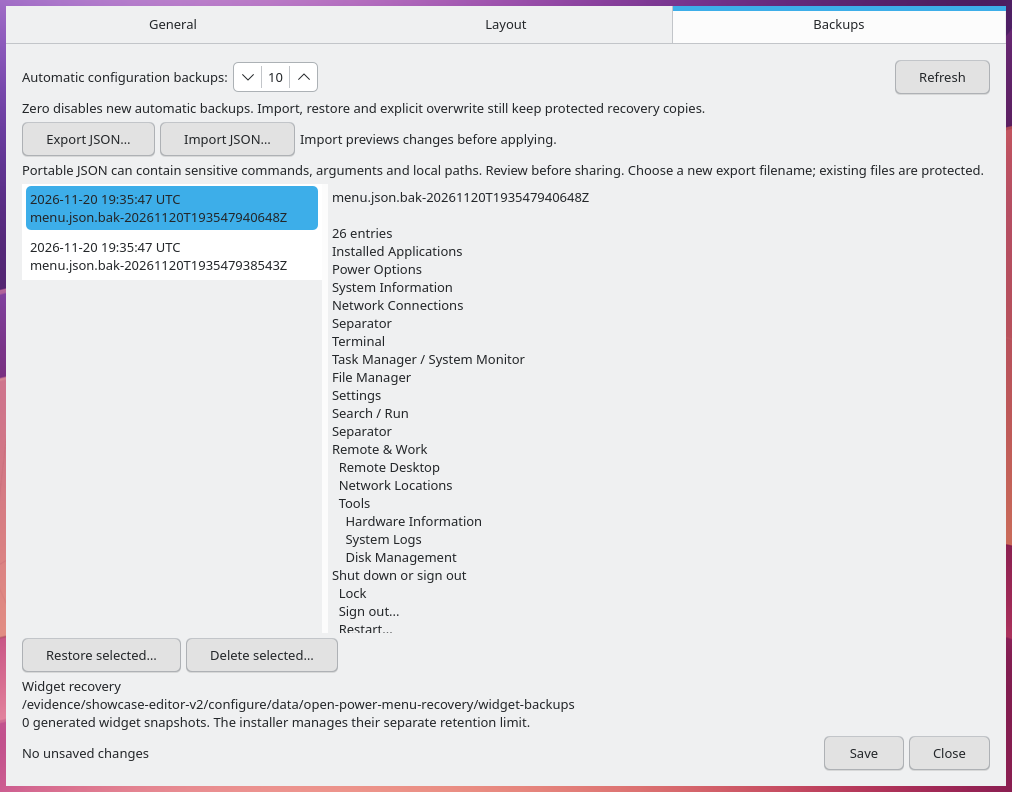 General
Layout
Backups
Automatic configuration backups:
10
Refresh
Zero disables new automatic backups. Import, restore and explicit overwrite still keep protected recovery copies.
Export JSON...
Import JSON...
Import previews changes before applying.
Portable JSON can contain sensitive commands, arguments and local paths. Review before sharing. Choose a new export filename; existing files are protected.
2026-11-20 19:35:47 UTC
menu.json.bak-20261120T193547940648Z
2026-11-20 19:35:47 UTC
menu.json.bak-20261120T193547938543Z
menu.json.bak-20261120T193547940648Z
26 entries
Installed Applications
Power Options
System Information
Network Connections
Separator
Terminal
Task Manager / System Monitor
File Manager
Settings
Search / Run
Separator
Remote & Work
Remote Desktop
Network Locations
Tools
Hardware Information
System Logs
Disk Management
Shut down or sign out
Lock
Sign out...
Restart...
Restore selected...
Delete selected...
Widget recovery
/evidence/showcase-editor-v2/configure/data/open-power-menu-recovery/widget-backups
0 generated widget snapshots. The installer manages their separate retention limit.
No unsaved changes
Save
Close